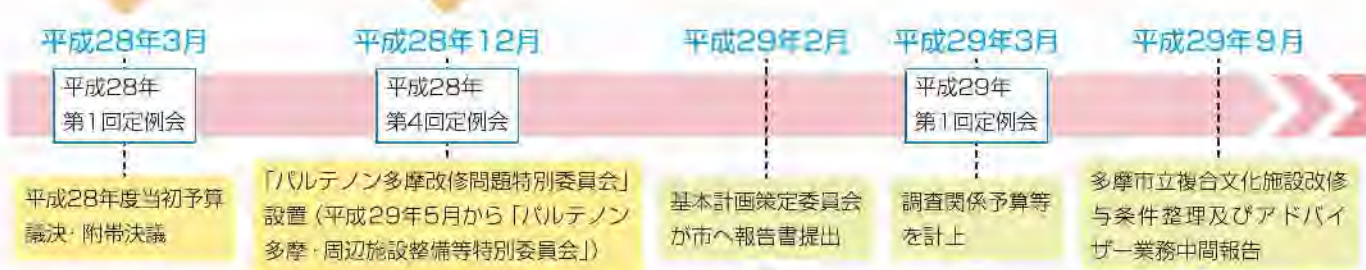 平成28年3月
平成28年12月
平成29年2月
平成29年3月
平成29年9月
平成28年
第1回定例会
平成28年
第4回定例会
平成29年
第1回定例会
平成28年度当初予算
議決・附帯決議
「パルテノン多摩改修問題特別委員会」
設置（平成29年5月から「パルテノン
多摩・周辺施設整備等特別委員会」）
基本計画策定委員会
が市へ報告書提出
調査関係予算等
を計上
多摩市立複合文化施設改修
与条件整理及びアドバイ
ザー業務中間報告